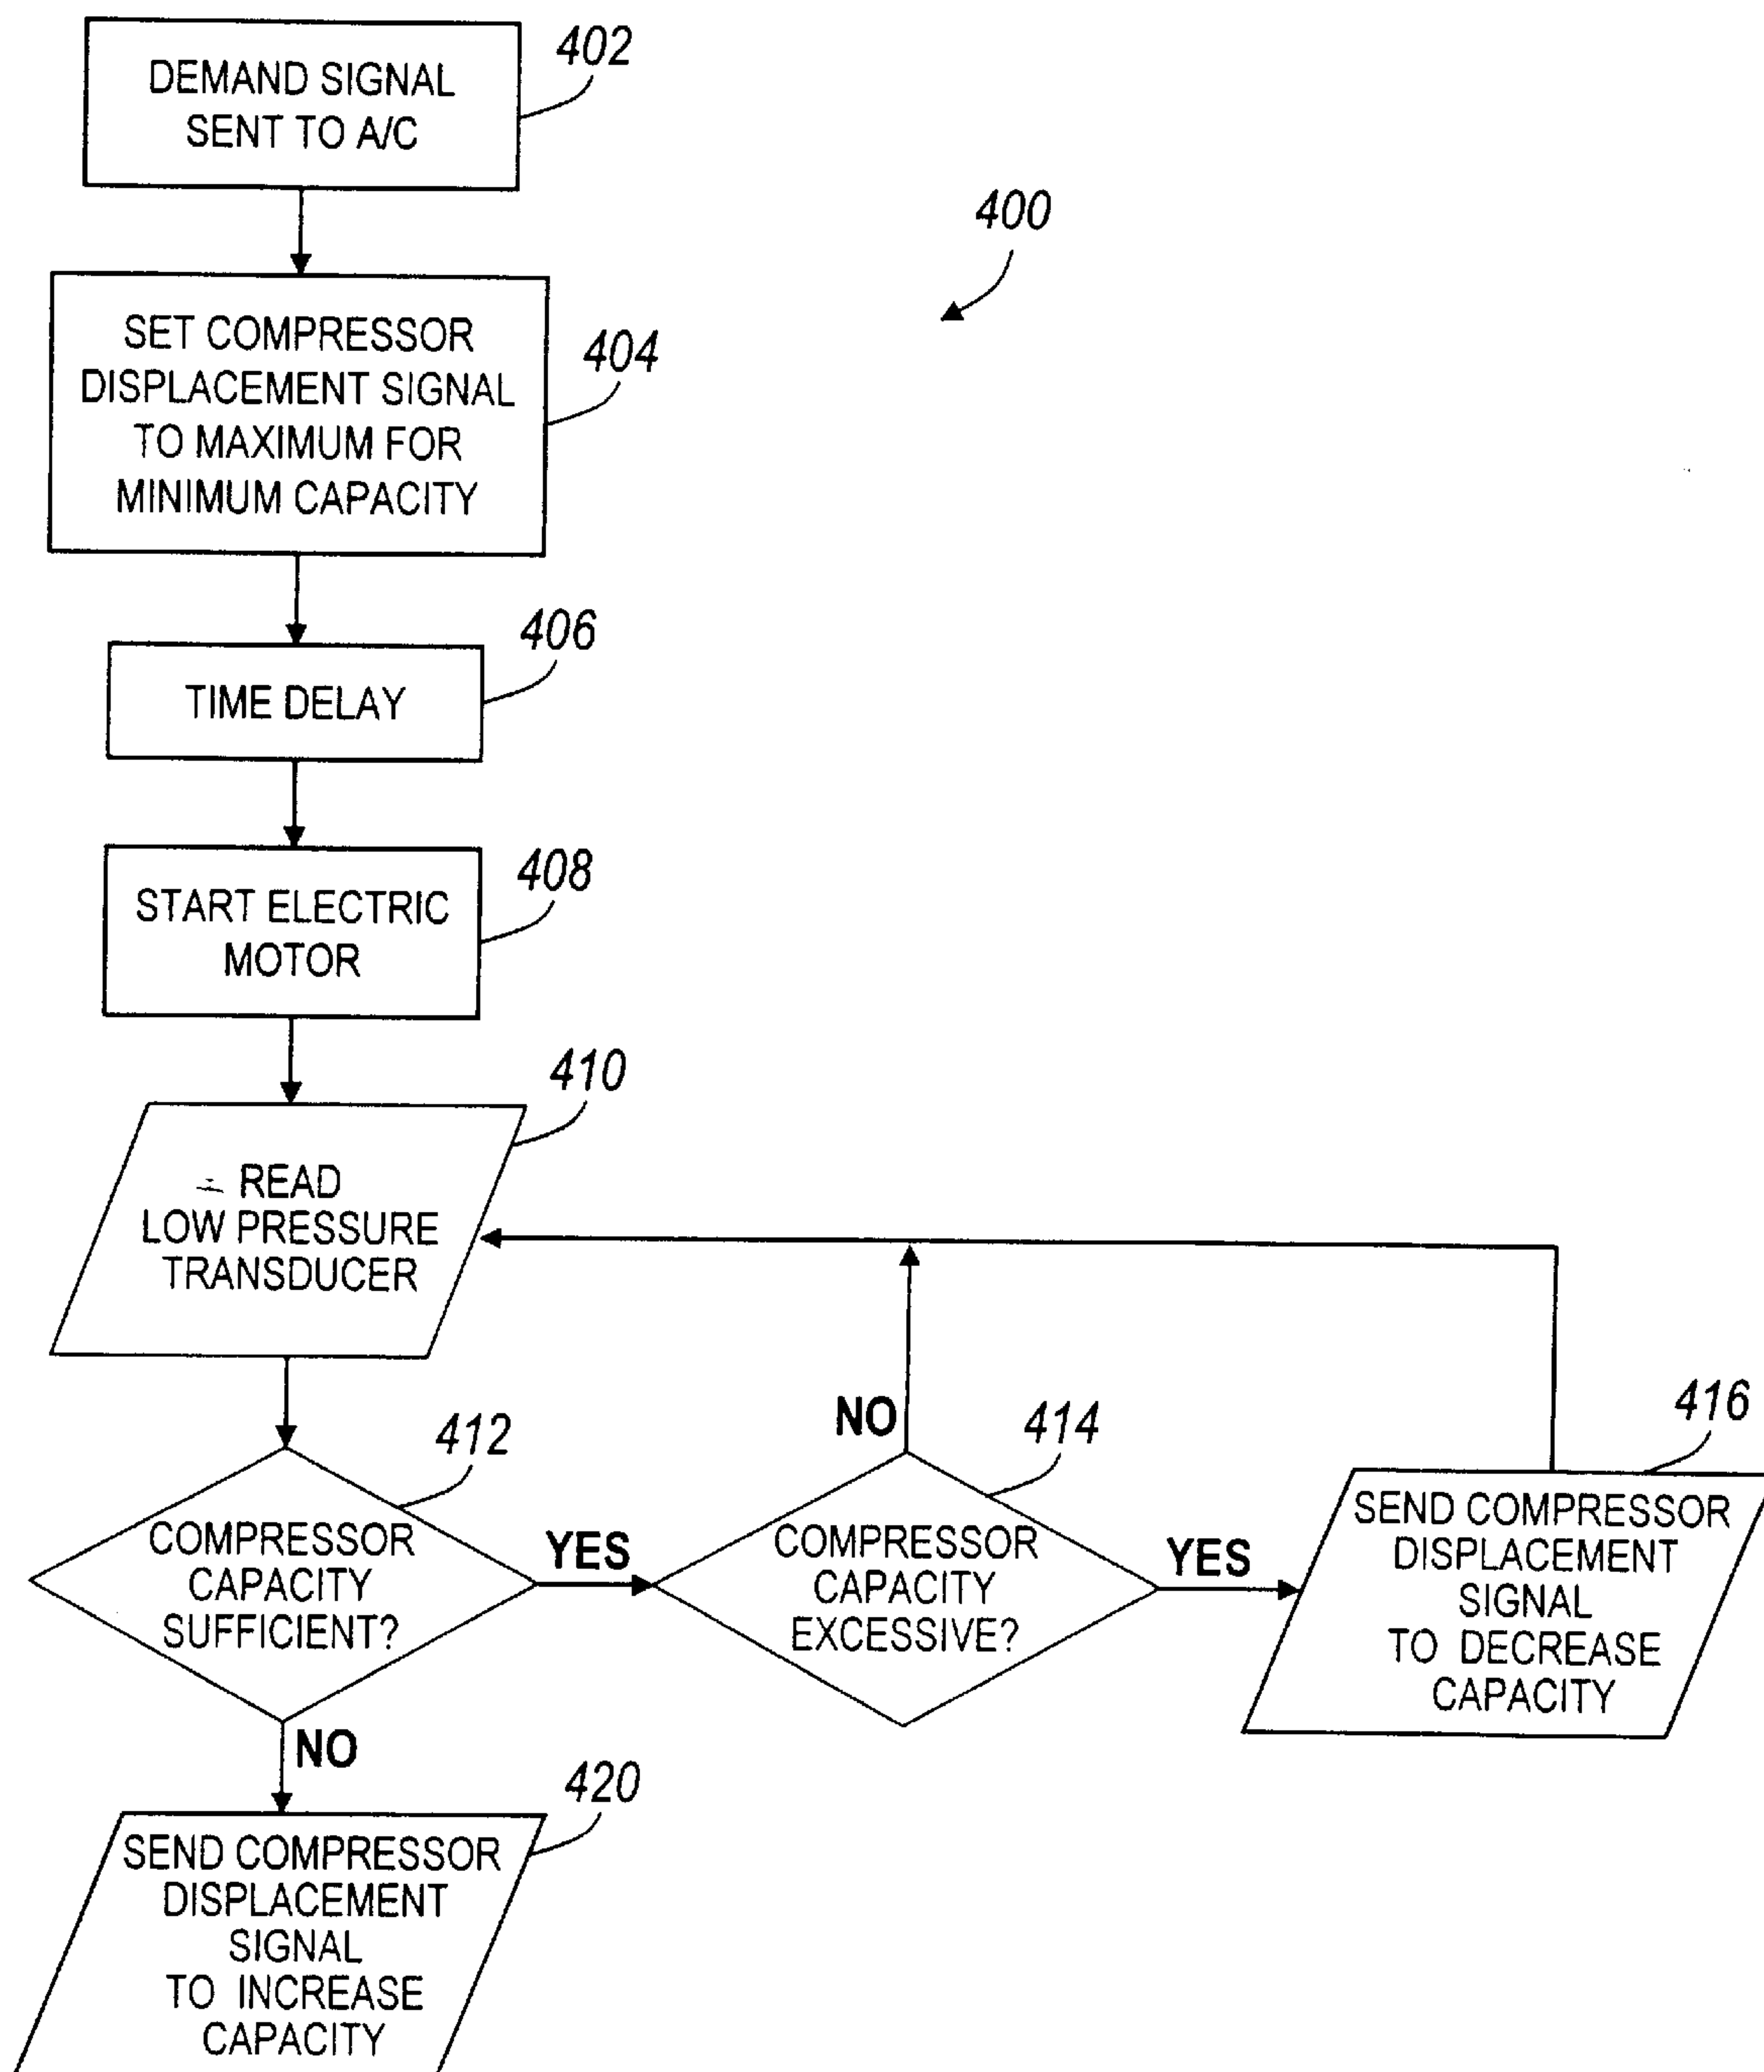 402
DEMAND SIGNAL
SENT TO A/C
400
SET COMPRESSOR
DISPLACEMENT SIGNAL
TO MAXIMUM FOR
MINIMUM CAPACITY
404
406
TIME DELAY
408
START ELECTRIC
MOTOR
410
READ
LOW PRESSURE
TRANSDUCER
412
COMPRESSOR
CAPACITY
SUFFICIENT?
YES
NO
414
COMPRESSOR
CAPACITY
EXCESSIVE?
NO
YES
416
SEND COMPRESSOR
DISPLACEMENT
SIGNAL
TO DECREASE
CAPACITY
420
SEND COMPRESSOR
DISPLACEMENT
SIGNAL
TO INCREASE
CAPACITY